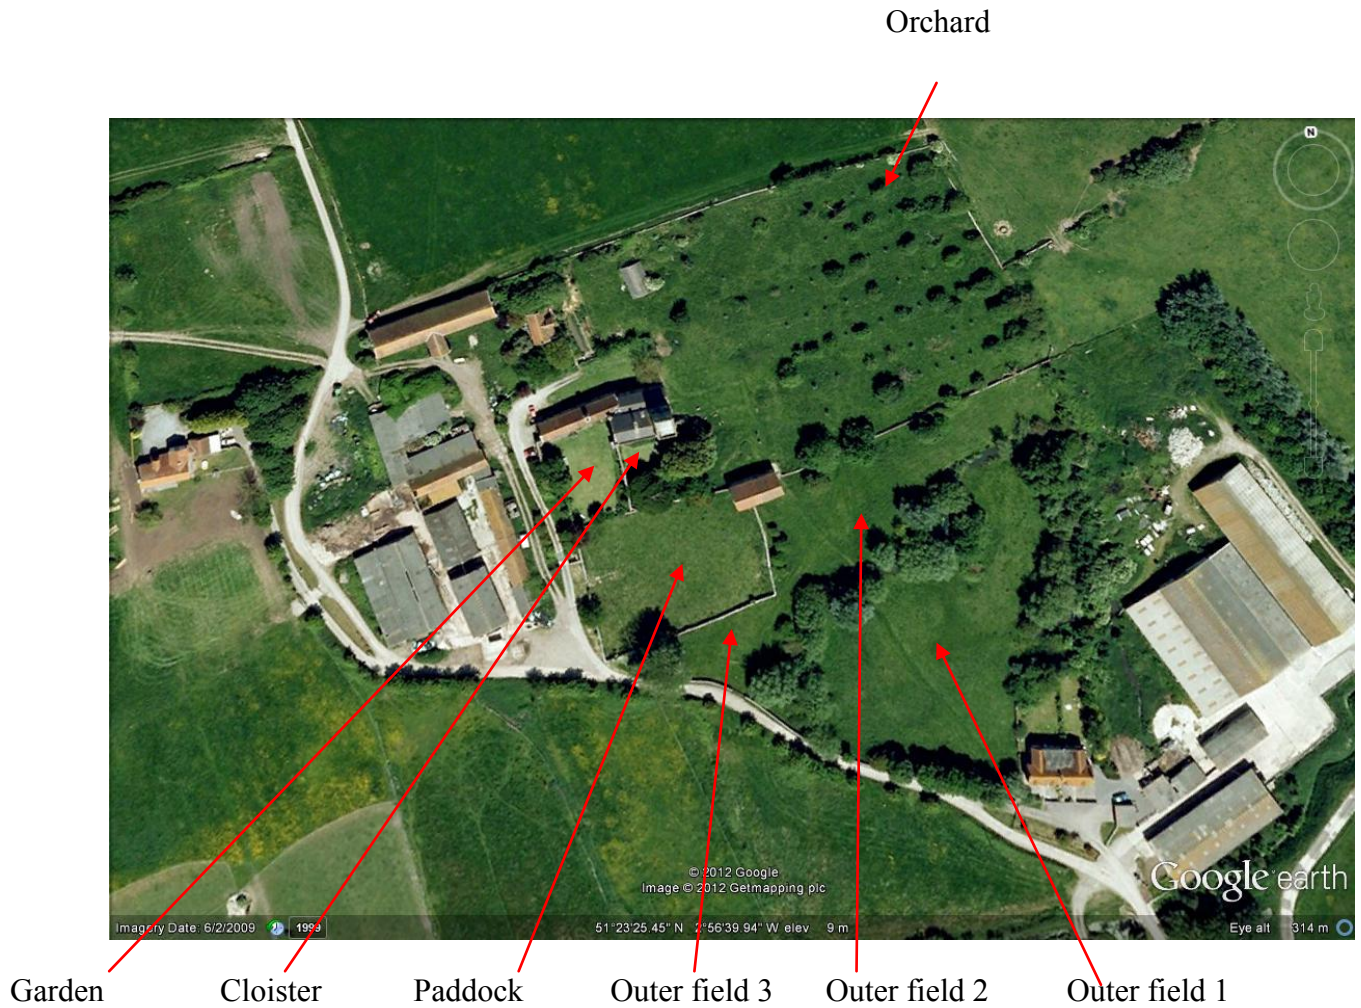 Orchard
N
© 2012 Google
Image © 2012 Getmapping plc
Google earth
Imagery Date: 6/2/2009 1999 51°23'25.45" N 2°56'39.94" W elev 9 m Eye alt 314 m
Garden Cloister Paddock Outer field 3 Outer field 2 Outer field 1